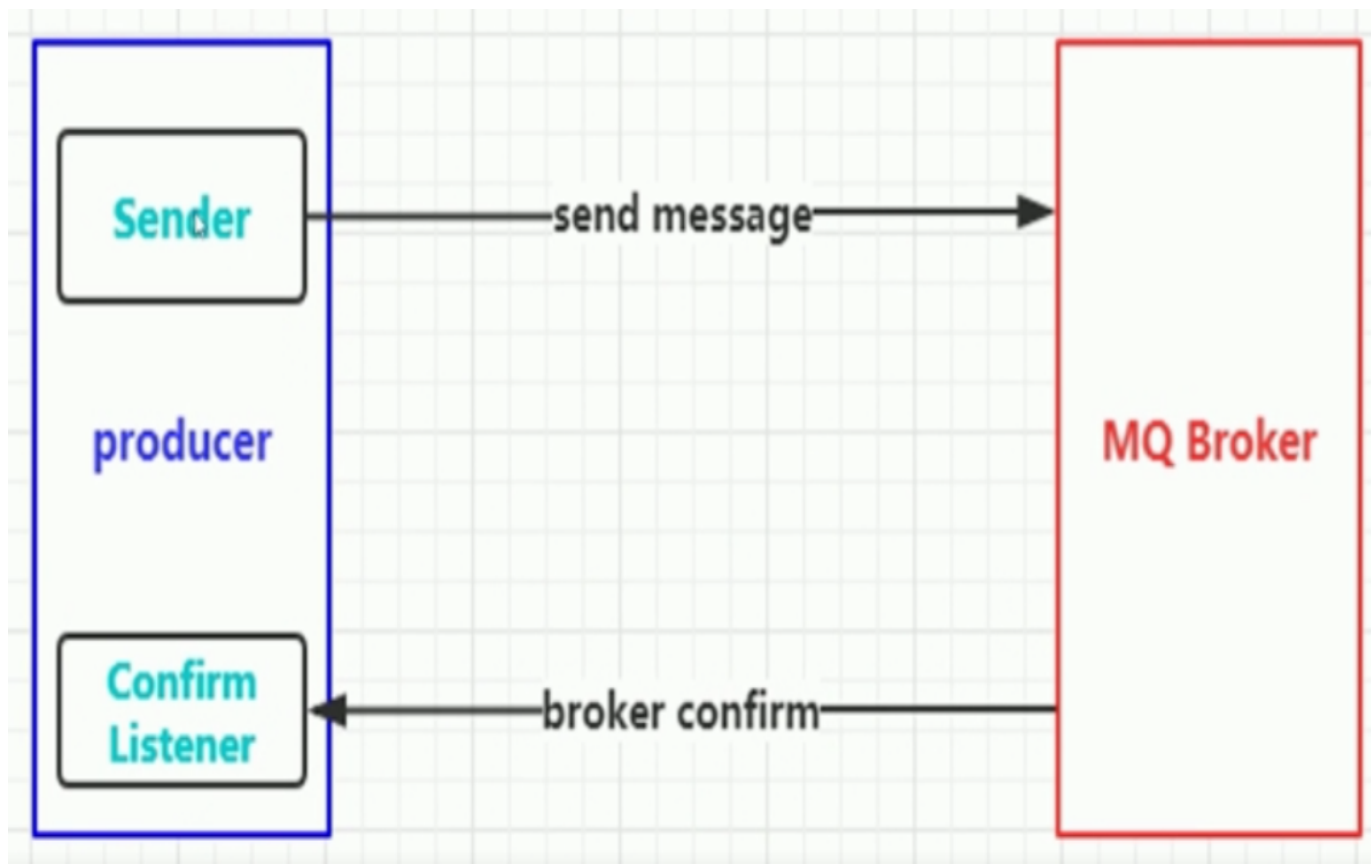 Sender
send message
producer
MQ Broker
Confirm
Listener
broker confirm